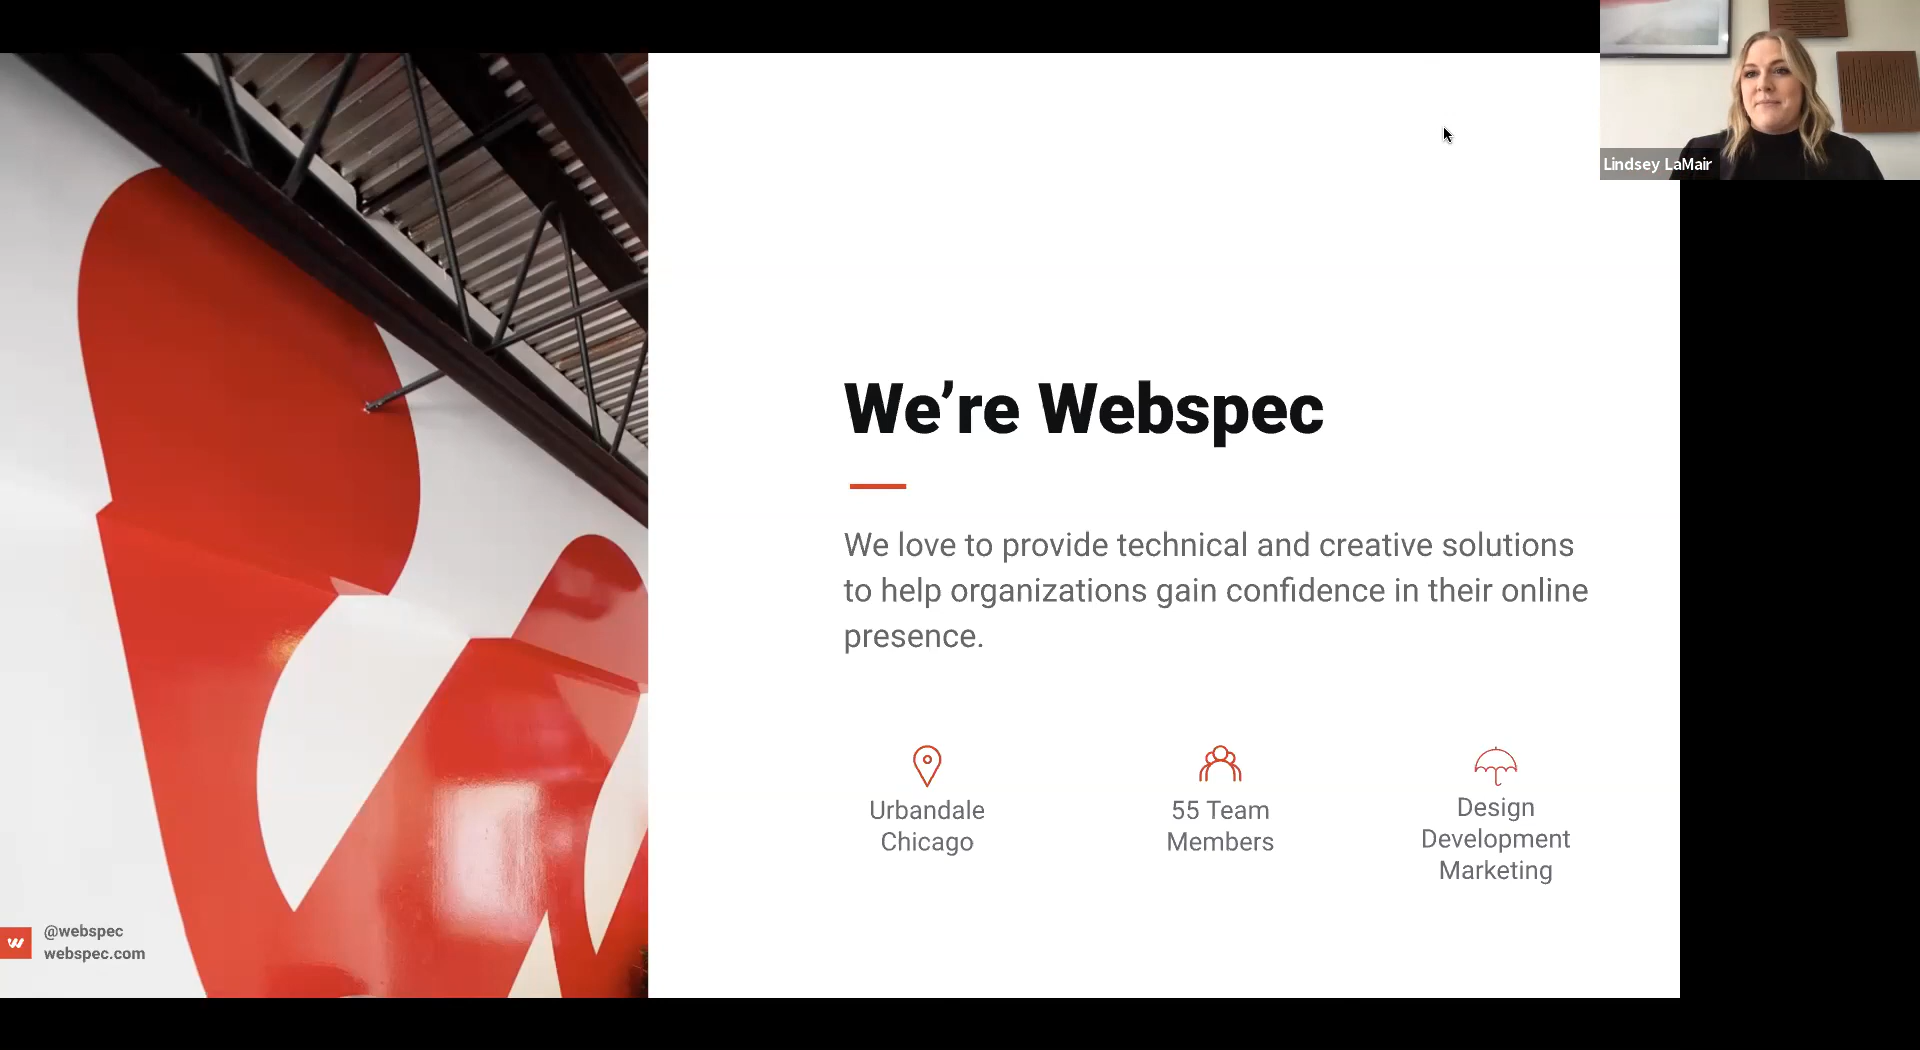 Lindsey LaMair
We’re Webspec
We love to provide technical and creative solutions
to help organizations gain confidence in their online
presence.
Urbandale
Chicago
55 Team
Members
Design
Development
Marketing
@webspec
webspec.com